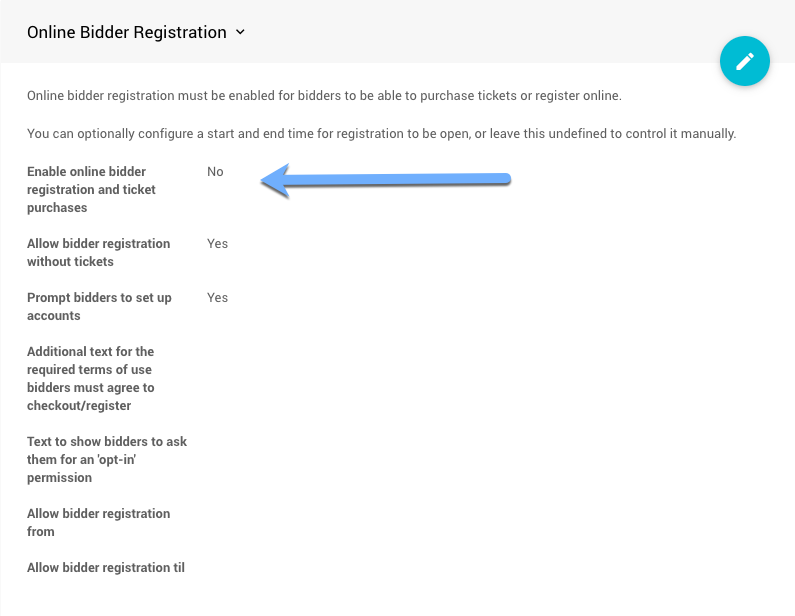 Online Bidder Registration
Online bidder registration must be enabled for bidders to be able to purchase tickets or register online.
You can optionally configure a start and end time for registration to be open, or leave this undefined to control it manually.
Enable online bidder No
registration and ticket
purchases
Allow bidder registration Yes
without tickets
Prompt bidders to set up Yes
accounts
Additional text for the
required terms of use
bidders must agree to
checkout/register
Text to show bidders to ask
them for an 'opt-in'
permission
Allow bidder registration
from
Allow bidder registration til